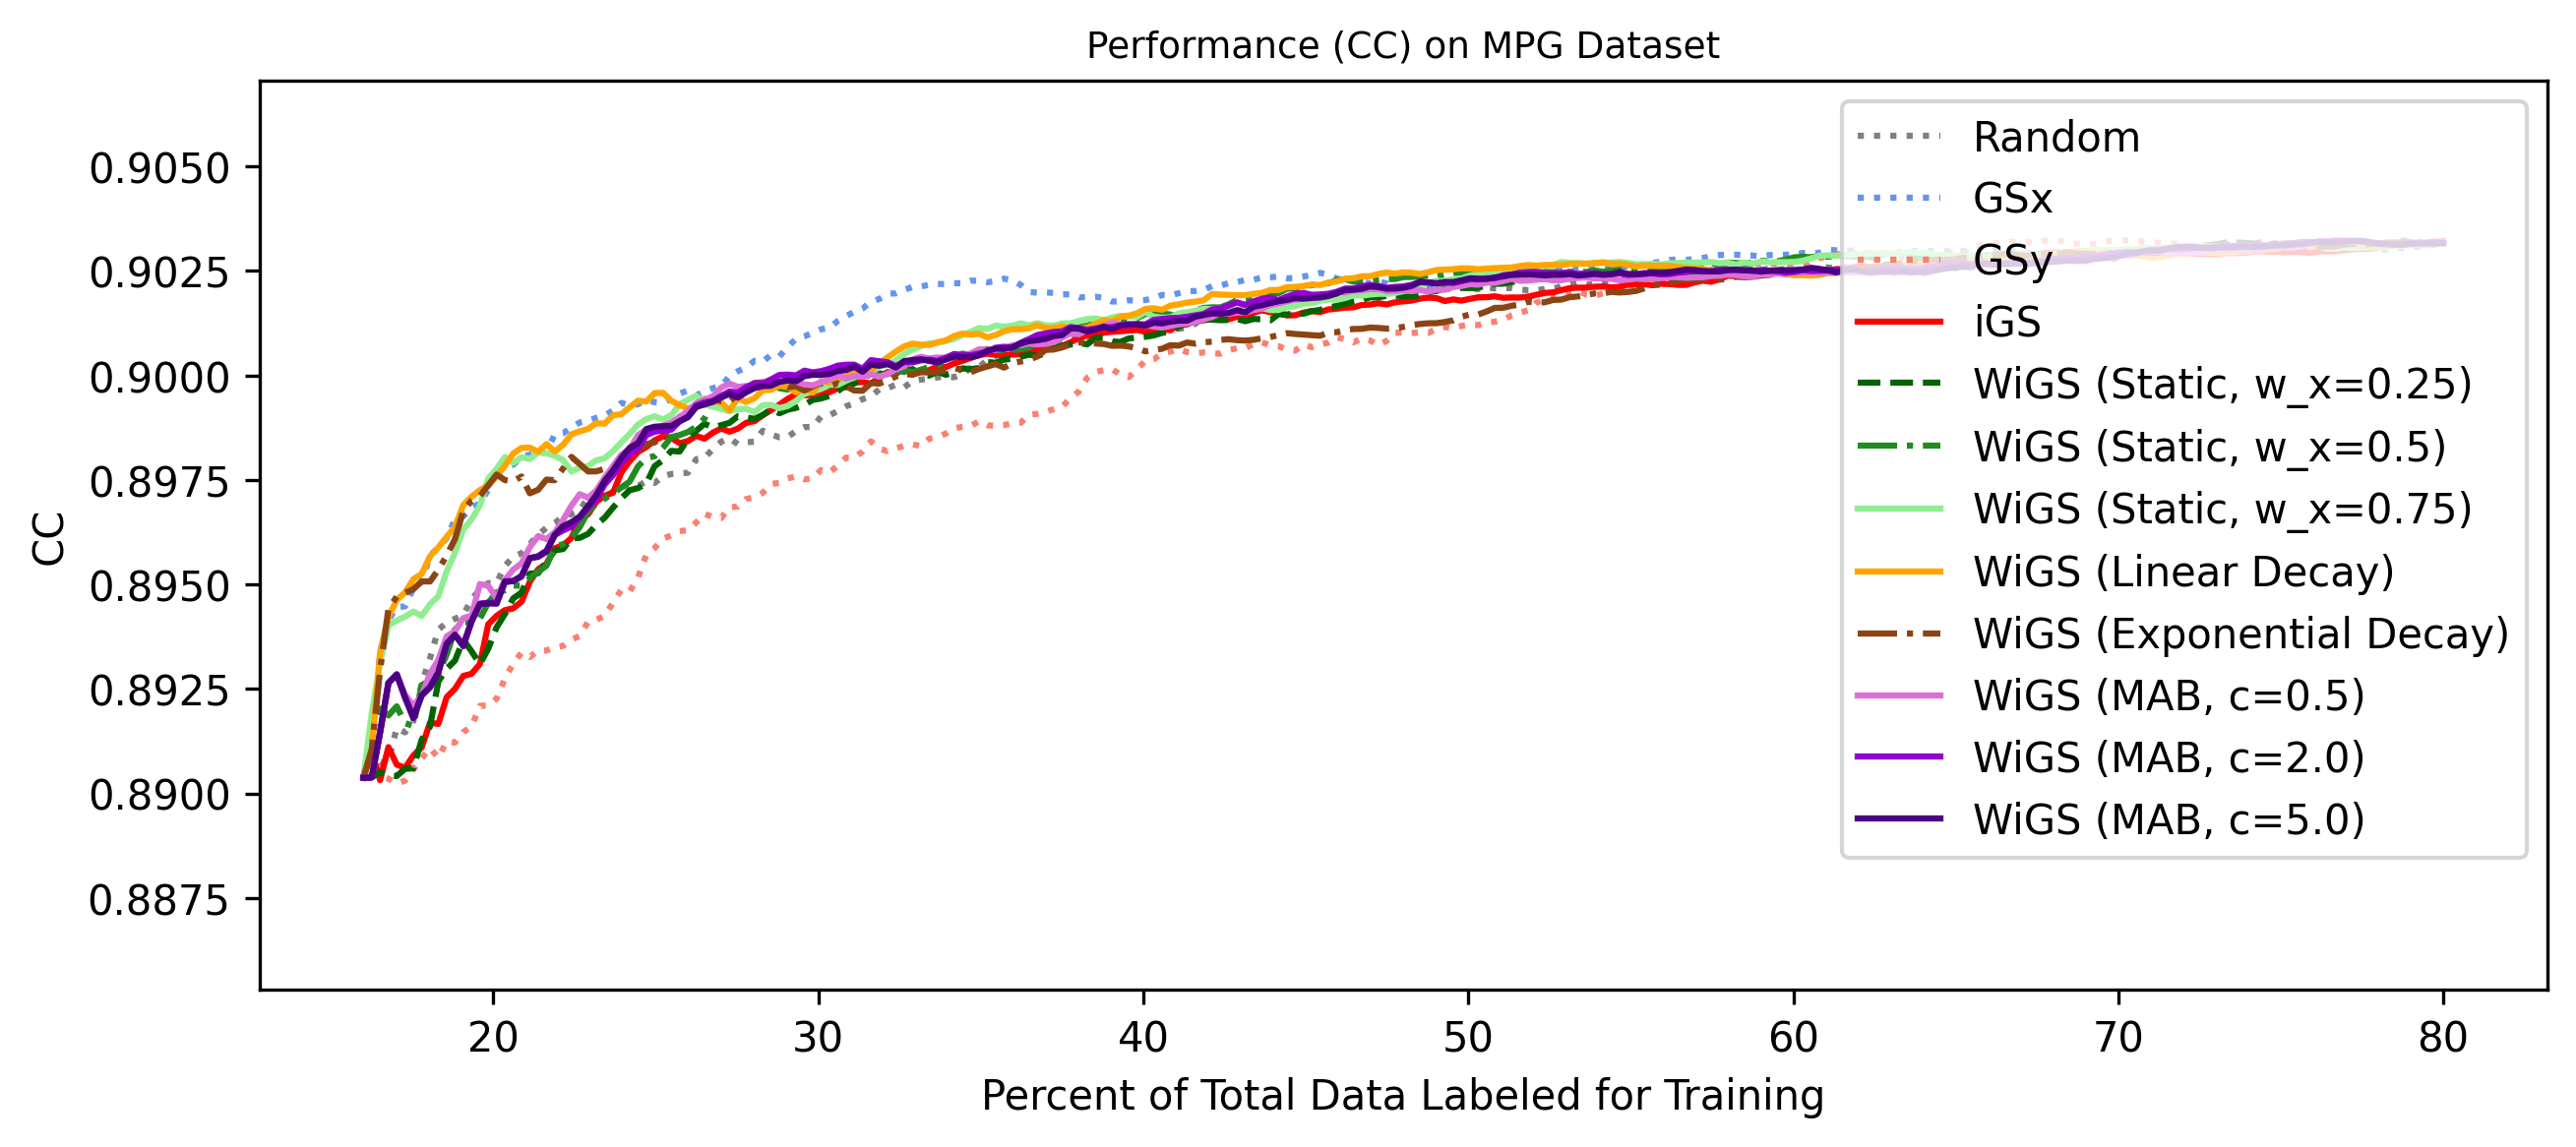 Performance (CC) on MPG Dataset
0.9050
0.9025
0.9000
0.8975
0.8950
0.8925
0.8900
0.8875
CC
20 30 40 50 60 70 80
Percent of Total Data Labeled for Training
Random
GSx
GSy
iGS
WiGS (Static, w_x=0.25)
WiGS (Static, w_x=0.5)
WiGS (Static, w_x=0.75)
WiGS (Linear Decay)
WiGS (Exponential Decay)
WiGS (MAB, c=0.5)
WiGS (MAB, c=2.0)
WiGS (MAB, c=5.0)